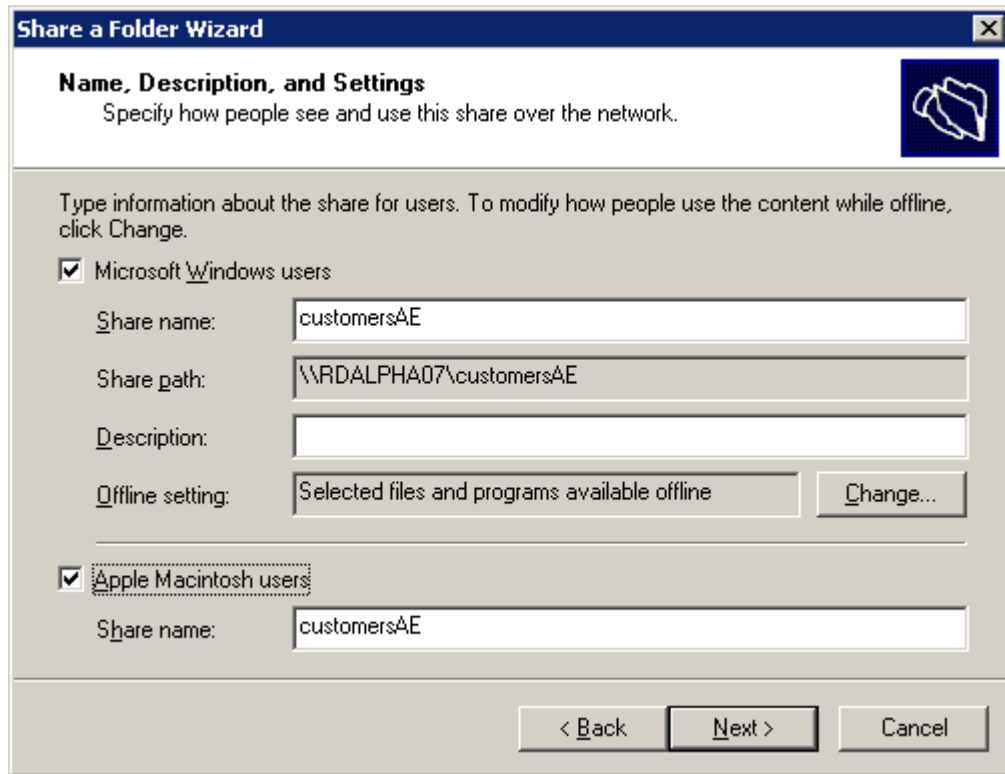 Share a Folder Wizard
Name, Description, and Settings
Specify how people see and use this share over the network.
Type information about the share for users. To modify how people use the content while offline,
click Change.
Microsoft Windows users
Share name: customersAE
Share path: \\RDALPHA07\customersAE
Description:
Offline setting: Selected files and programs available offline Change...
Apple Macintosh users
Share name: customersAE
< Back Next > Cancel